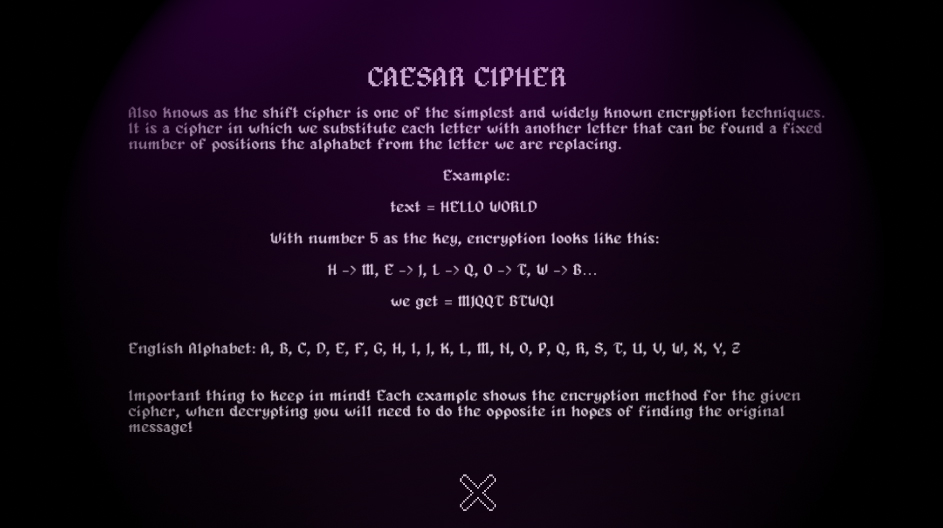 CAESAR CIPHER
Also knows as the shift cipher is one of the simplest and widely known encryption techniques.
It is a cipher in which we substitute each letter with another letter that can be found a fixed
number of positions the alphabet from the letter we are replacing.
Example:
text = HELLO WORLD
With number 5 as the key, encryption looks like this:
H -> M, E -> J, L -> Q, O -> T, W -> B...
we get = MJQQT BTWQI
English Alphabet: A, B, C, D, E, F, G, H, I, J, K, L, M, N, O, P, Q, R, S, T, U, V, W, X, Y, Z
Important thing to keep in mind! Each example shows the encryption method for the given
cipher, when decrypting you will need to do the opposite in hopes of finding the original
message!